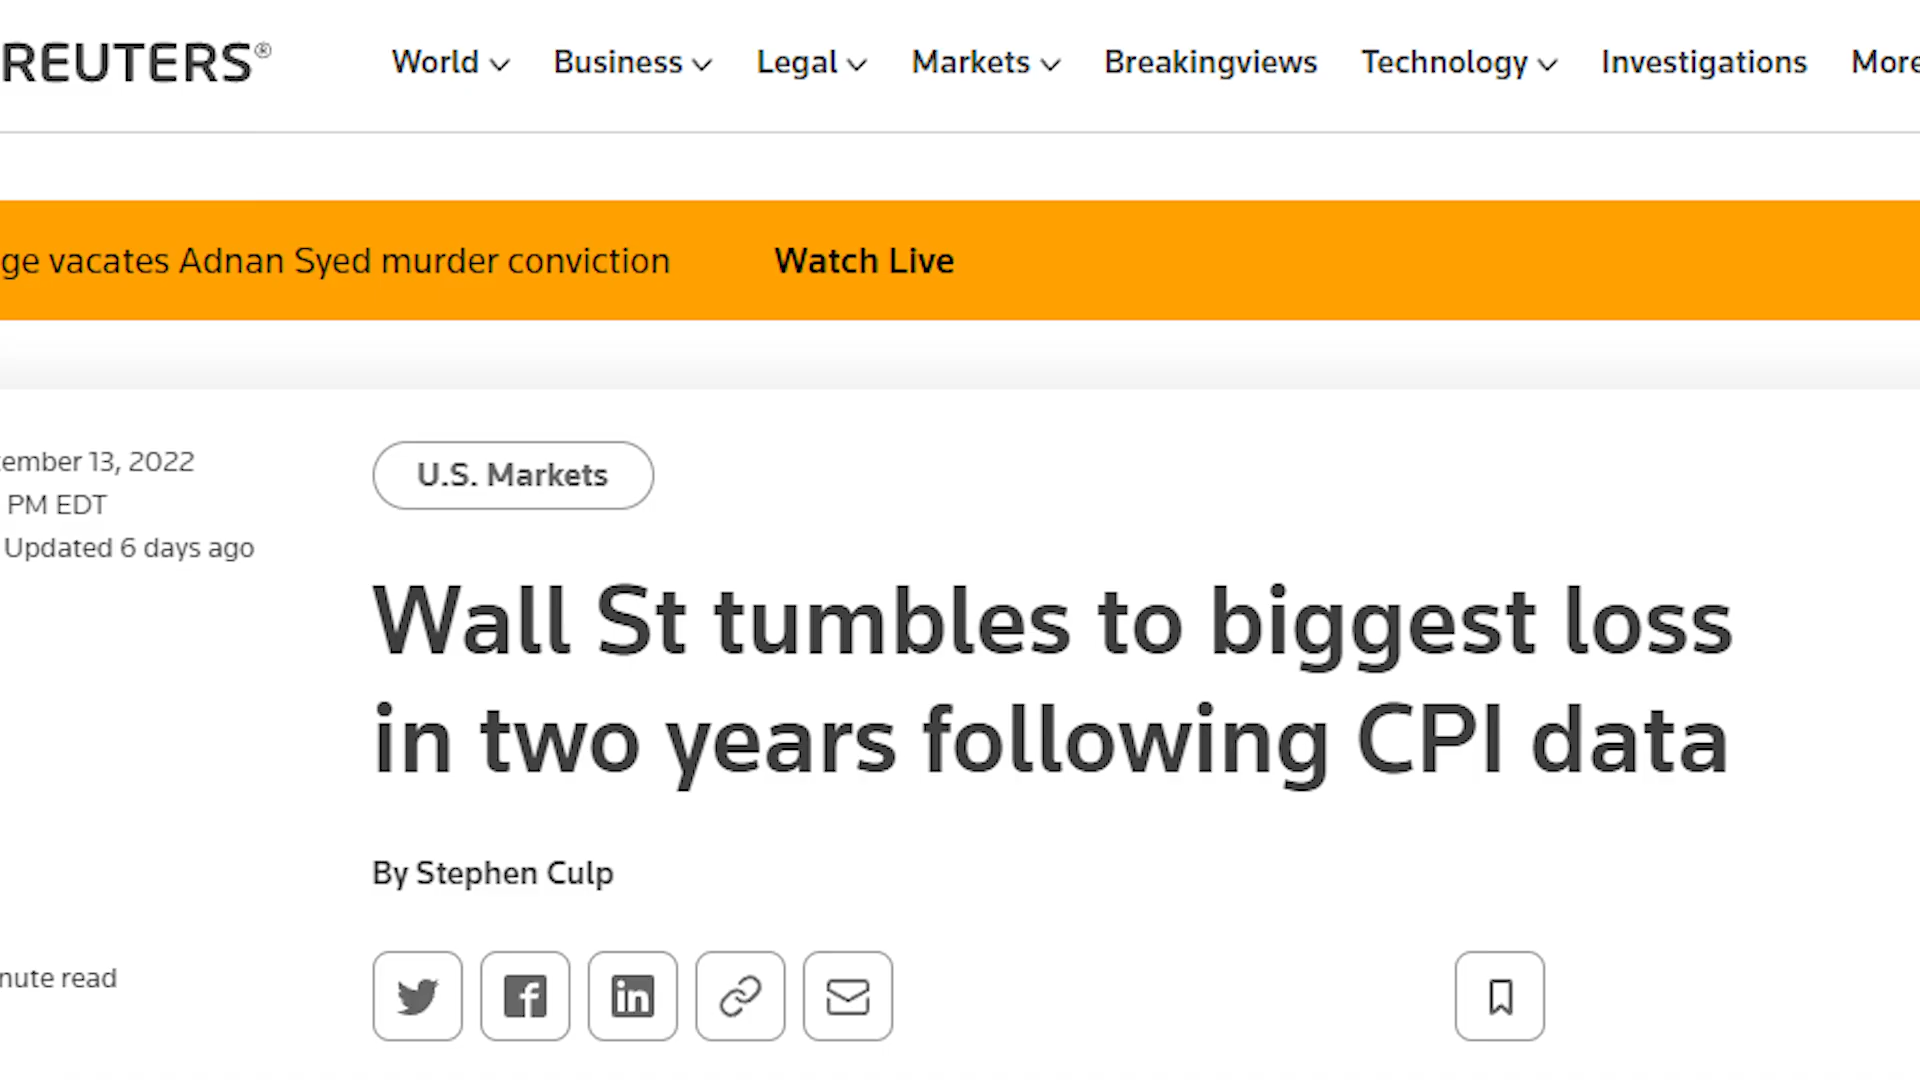 REUTERS®
World Business Legal Markets Breakingviews Technology Investigations More
ge vacates Adnan Syed murder conviction Watch Live
ember 13, 2022
PM EDT
Updated 6 days ago
U.S. Markets
Wall St tumbles to biggest loss
in two years following CPI data
By Stephen Culp
nute read